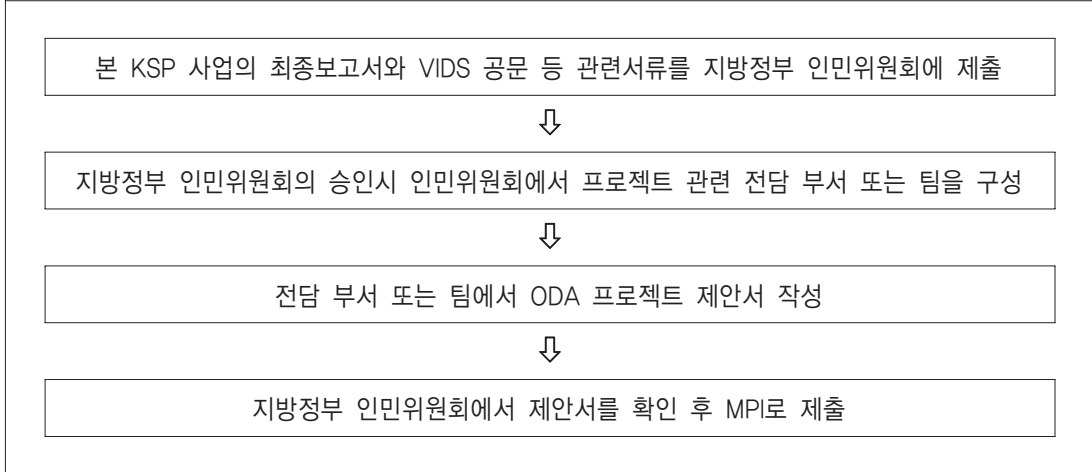 본 KSP 사업의 최종보고서와 VIDS 공문 등 관련서류를 지방정부 인민위원회에 제출
⇩
지방정부 인민위원회의 승인시 인민위원회에서 프로젝트 관련 전담 부서 또는 팀을 구성
⇩
전담 부서 또는 팀에서 ODA 프로젝트 제안서 작성
⇩
지방정부 인민위원회에서 제안서를 확인 후 MPI로 제출